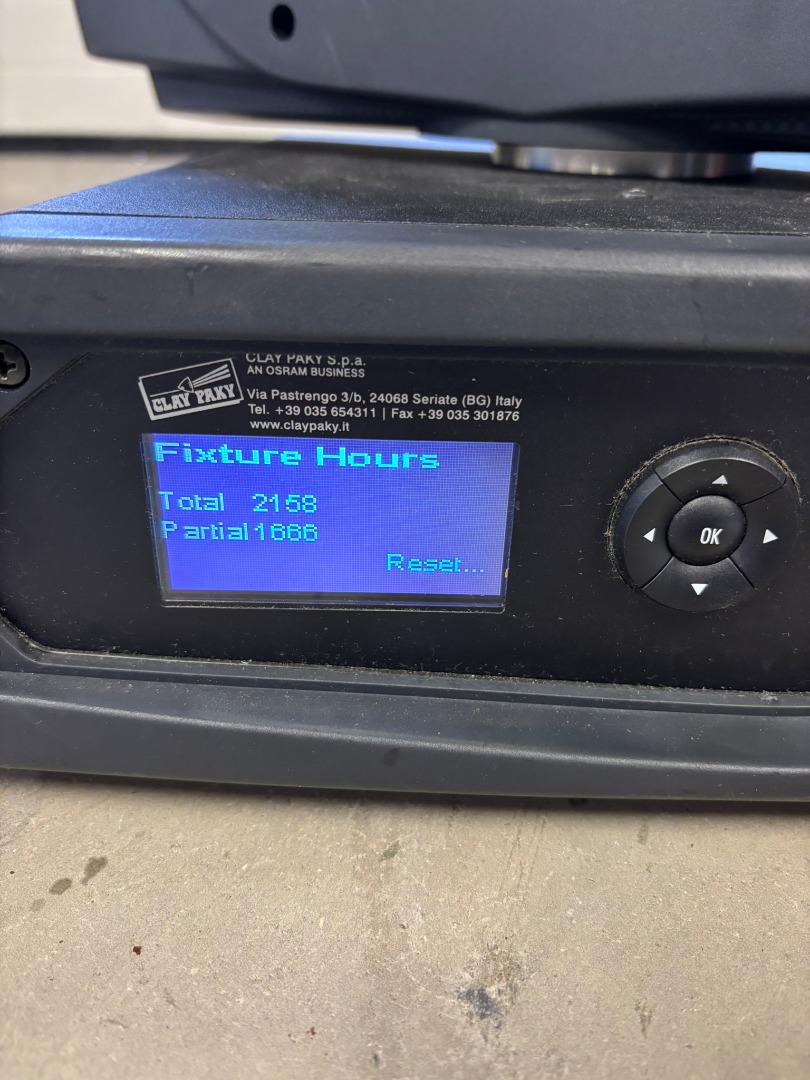 CLAY PAKY
CLAY PAKY S.p.a.
AN OSRAM BUSINESS
Via Pastrengo 3/b, 24068 Seriate (BG) Italy
Tel. +39 035 654311 | Fax +39 035 301876
www.claypaky.it
Fixture Hours
Total 2158
Partial 1666
Reset...
OK